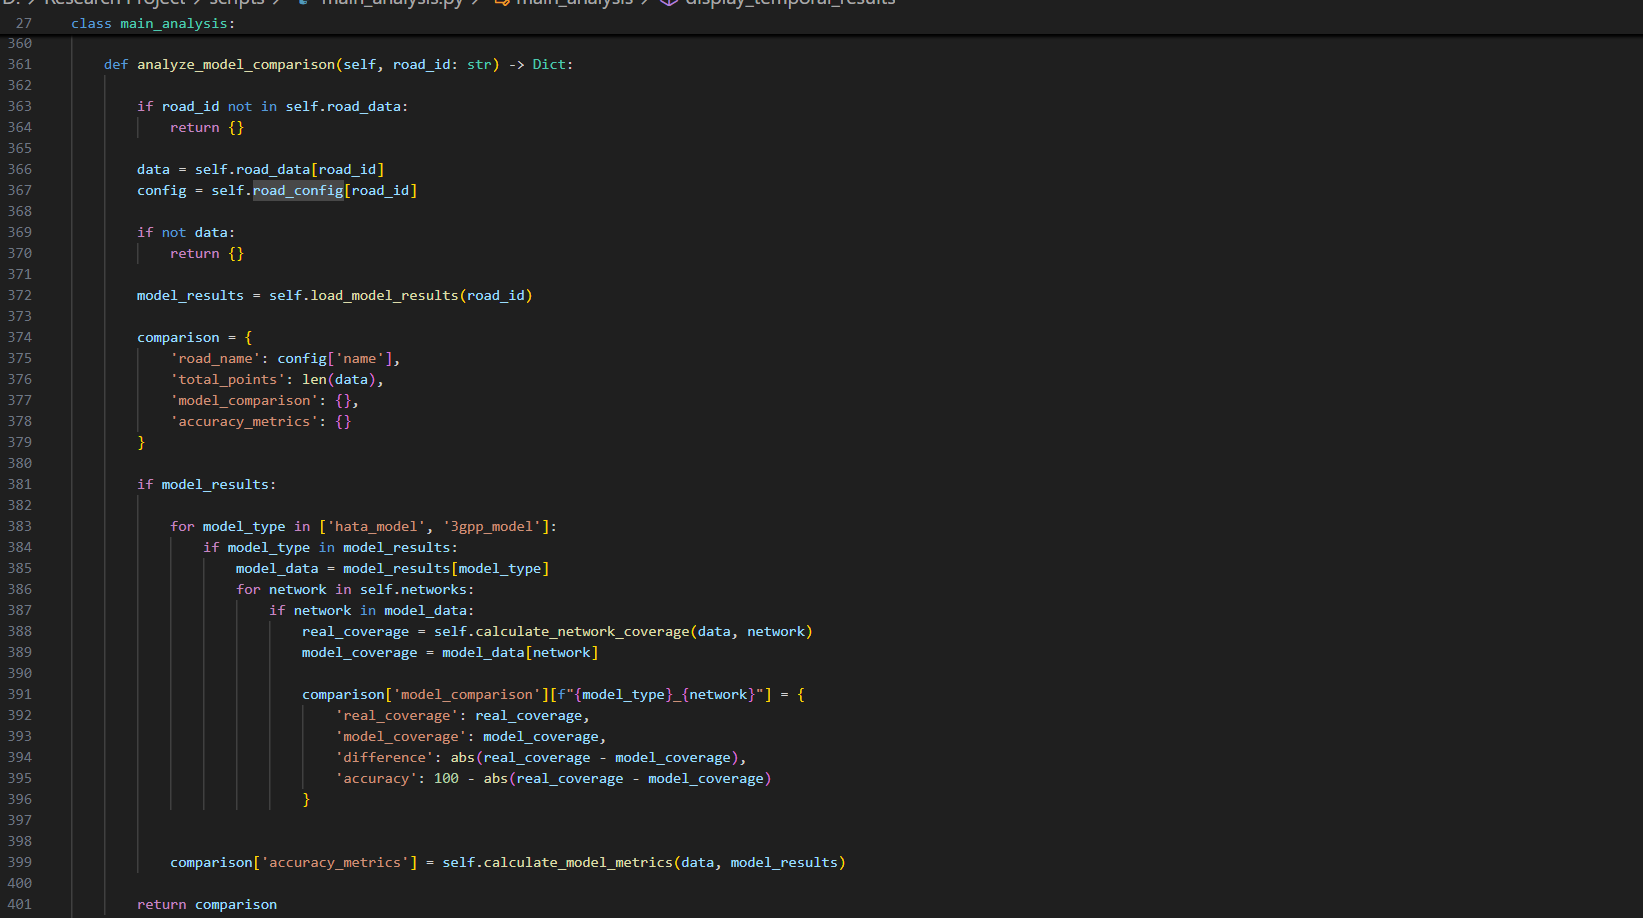 D: > Research Project > scripts > main_analysis.py > main_analysis > display_temporal_results
27 class main_analysis:
360
361 def analyze_model_comparison(self, road_id: str) -> Dict:
362
363 if road_id not in self.road_data:
364 return {}
365
366 data = self.road_data[road_id]
367 config = self.road_config[road_id]
368
369 if not data:
370 return {}
371
372 model_results = self.load_model_results(road_id)
373
374 comparison = {
375 'road_name': config['name'],
376 'total_points': len(data),
377 'model_comparison': {},
378 'accuracy_metrics': {}
379 }
380
381 if model_results:
382
383 for model_type in ['hata_model', '3gpp_model']:
384 if model_type in model_results:
385 model_data = model_results[model_type]
386 for network in self.networks:
387 if network in model_data:
388 real_coverage = self.calculate_network_coverage(data, network)
389 model_coverage = model_data[network]
390
391 comparison['model_comparison'][f"{model_type}_{network}"] = {
392 'real_coverage': real_coverage,
393 'model_coverage': model_coverage,
394 'difference': abs(real_coverage - model_coverage),
395 'accuracy': 100 - abs(real_coverage - model_coverage)
396 }
397
398
399 comparison['accuracy_metrics'] = self.calculate_model_metrics(data, model_results)
400
401 return comparison